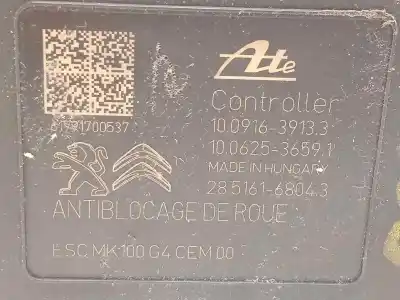 Ate
Controller
61991700537
10.0916-3913.3
10.0625-3659.1
MADE IN HUNGARY
28.5161-6804.3
ANTIBLOCAGE DE ROUE
ESC MK 100 G4 CEM 00